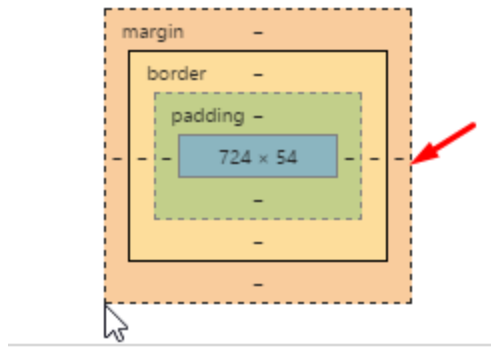 margin –
border –
padding –
– – – 724 × 54 – – –
–
–
–